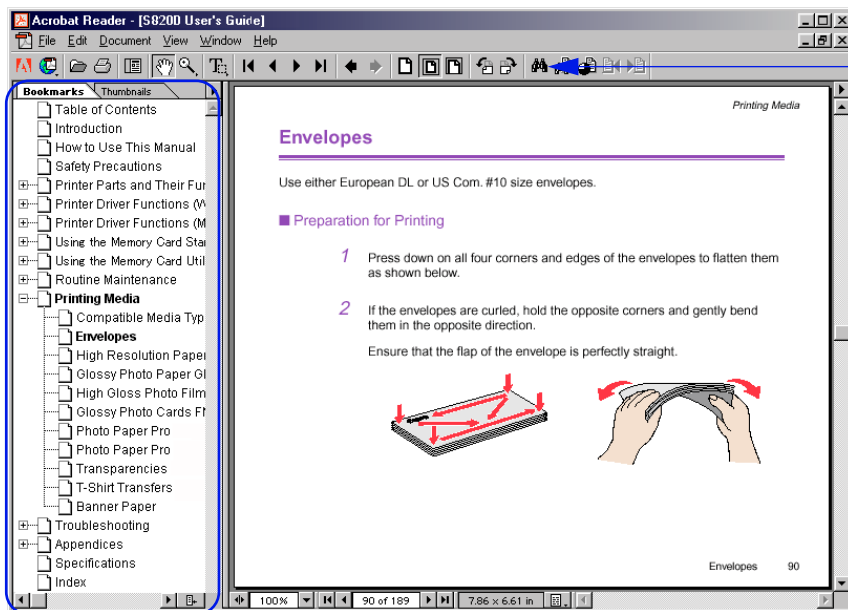 Acrobat Reader - [S8200 User's Guide]
File Edit Document View Window Help
Bookmarks Thumbnails
Table of Contents
Introduction
How to Use This Manual
Safety Precautions
Printer Parts and Their Fur
Printer Driver Functions (W
Printer Driver Functions (M
Using the Memory Card Star
Using the Memory Card Util
Routine Maintenance
Printing Media
Compatible Media Typ
Envelopes
High Resolution Paper
Glossy Photo Paper Gl
High Gloss Photo Film
Glossy Photo Cards FM
Photo Paper Pro
Photo Paper Pro
Transparencies
T-Shirt Transfers
Banner Paper
Troubleshooting
Appendices
Specifications
Index
Printing Media
Envelopes
Use either European DL or US Com. #10 size envelopes.
Preparation for Printing
1 Press down on all four corners and edges of the envelopes to flatten them
as shown below.
2 If the envelopes are curled, hold the opposite corners and gently bend
them in the opposite direction.
Ensure that the flap of the envelope is perfectly straight.
Envelopes 90
100% 90 of 189 7.86 x 6.61 in